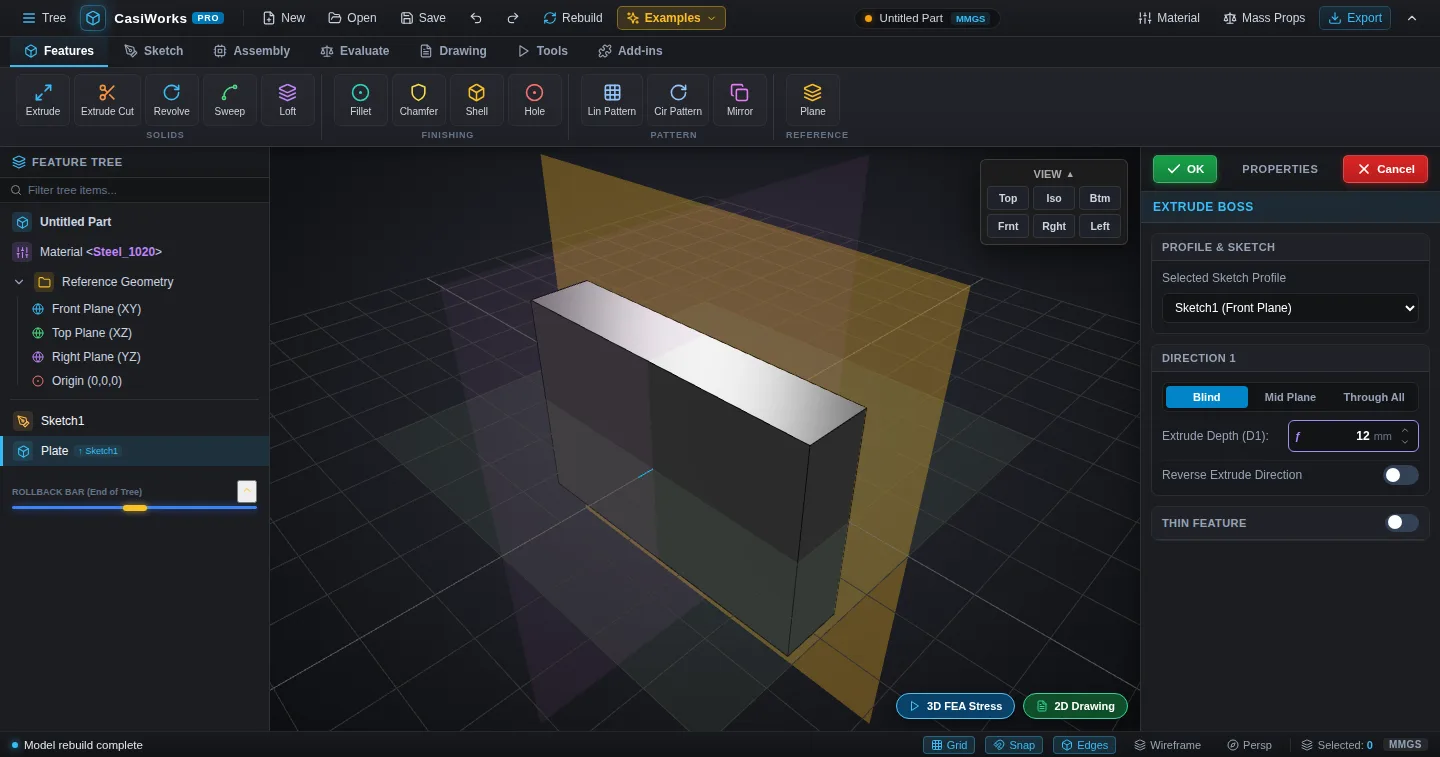 Tree CasiWorks PRO New Open Save Rebuild Examples Untitled Part MMGS Material Mass Props Export
Features Sketch Assembly Evaluate Drawing Tools Add-ins
Extrude Extrude Cut Revolve Sweep Loft Fillet Chamfer Shell Hole Lin Pattern Cir Pattern Mirror Plane
SOLIDS FINISHING PATTERN REFERENCE
FEATURE TREE
Filter tree items...
Untitled Part
Material <Steel_1020>
Reference Geometry
Front Plane (XY)
Top Plane (XZ)
Right Plane (YZ)
Origin (0,0,0)
Sketch1
Plate ↑ Sketch1
ROLLBACK BAR (End of Tree)
VIEW ▲
Top Iso Btm
Frnt Rght Left
3D FEA Stress 2D Drawing
OK PROPERTIES Cancel
EXTRUDE BOSS
PROFILE & SKETCH
Selected Sketch Profile
Sketch1 (Front Plane)
DIRECTION 1
Blind Mid Plane Through All
Extrude Depth (D1): ƒ 12 mm
Reverse Extrude Direction
THIN FEATURE
Model rebuild complete Grid Snap Edges Wireframe Persp Selected: 0 MMGS